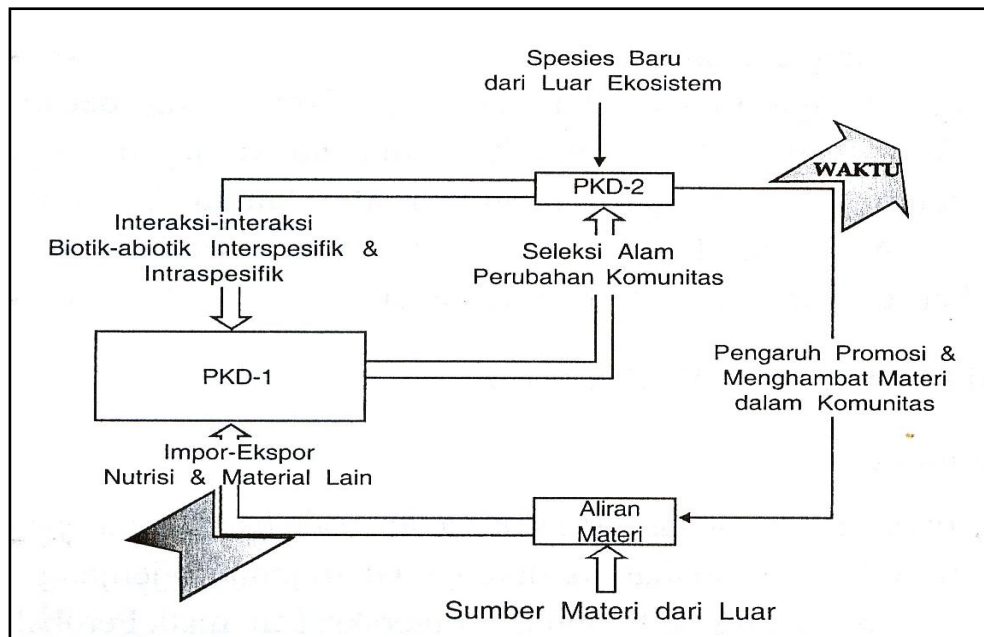 Spesies Baru
dari Luar Ekosistem
WAKTU
PKD-2
Interaksi-interaksi
Biotik-abiotik Interspesifik &
Intraspesifik
Seleksi Alam
Perubahan Komunitas
PKD-1
Pengaruh Promosi &
Menghambat Materi
dalam Komunitas
Impor-Ekspor
Nutrisi & Material Lain
Aliran
Materi
Sumber Materi dari Luar